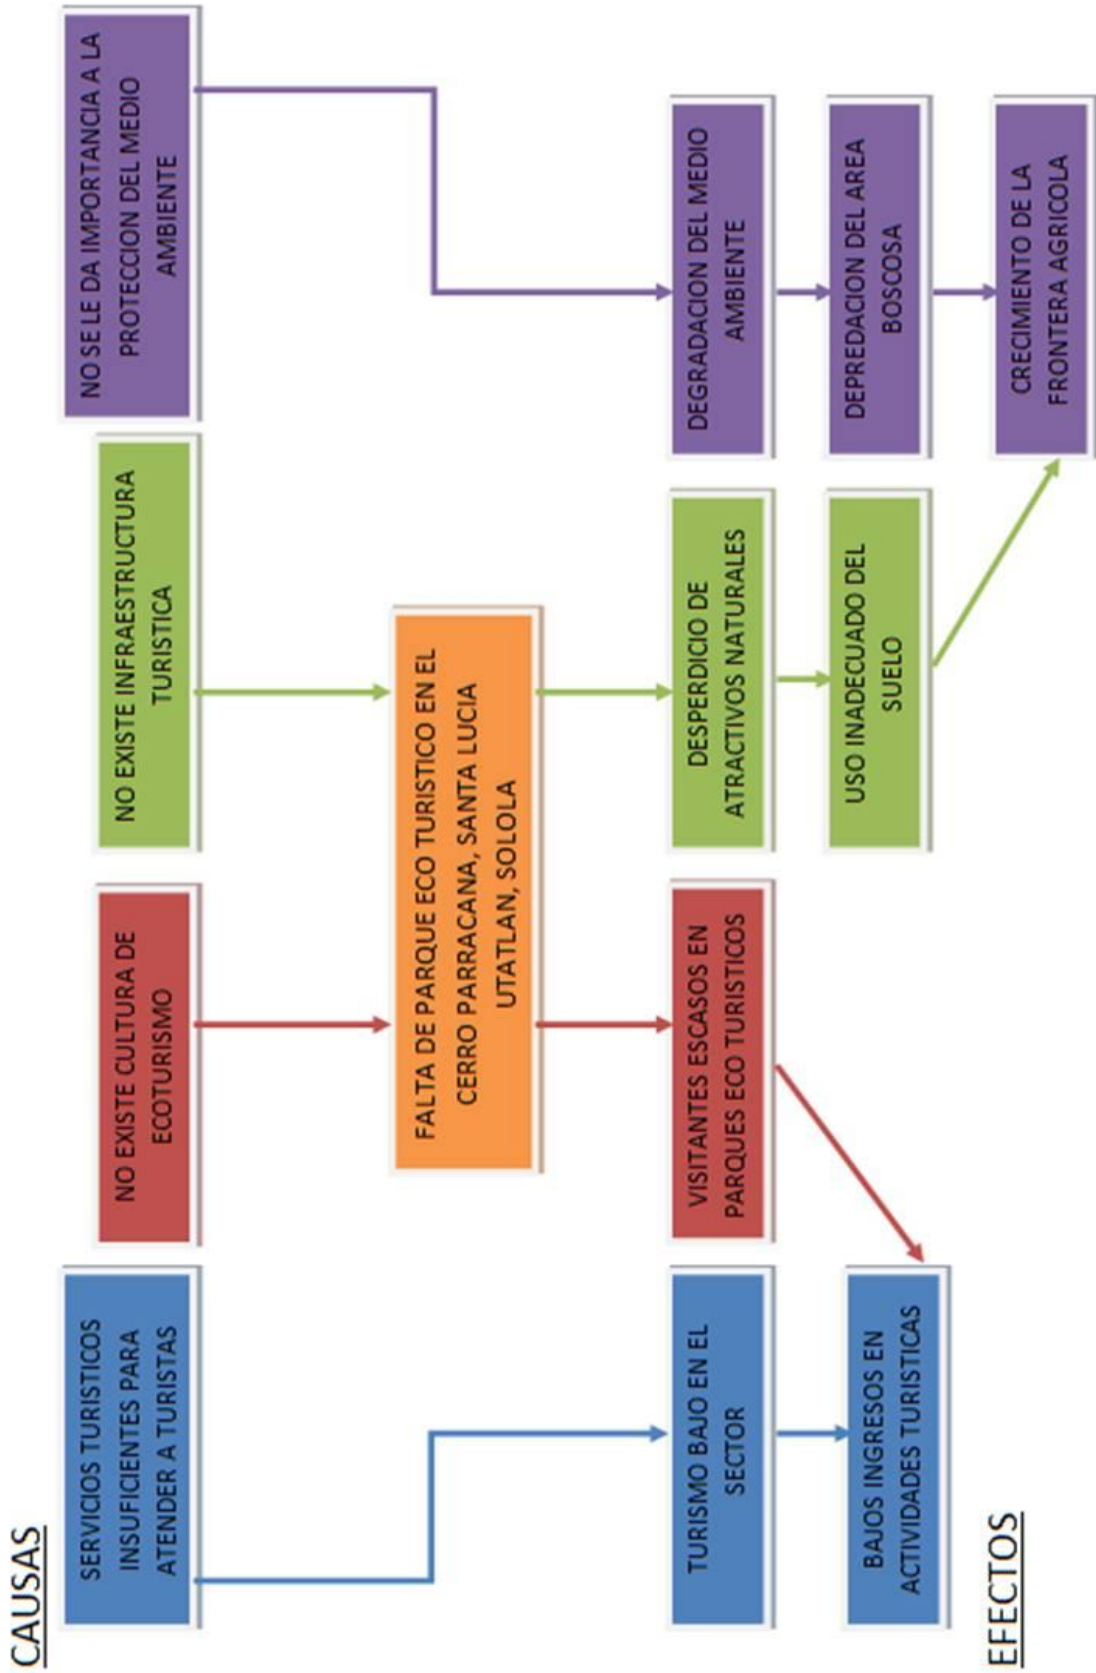 CAUSAS
SERVICIOS TURISTICOS
INSUFICIENTES PARA
ATENDER A TURISTAS
NO EXISTE CULTURA DE
ECOTURISMO
NO EXISTE INFRAESTRUCTURA
TURISTICA
NO SE LE DA IMPORTANCIA A LA
PROTECCION DEL MEDIO
AMBIENTE
FALTA DE PARQUE ECO TURISTICO EN EL
CERRO PARRACANA, SANTA LUCIA
UTATLAN, SOLOLA
TURISMO BAJO EN EL
SECTOR
VISITANTES ESCASOS EN
PARQUES ECO TURISTICOS
DESPERDICIO DE
ATRACTIVOS NATURALES
DEGRADACION DEL MEDIO
AMBIENTE
BAJOS INGRESOS EN
ACTIVIDADES TURISTICAS
USO INADECUADO DEL
SUELO
DEPREDACION DEL AREA
BOSCOSA
CRECIMIENTO DE LA
FRONTERA AGRICOLA
EFECTOS